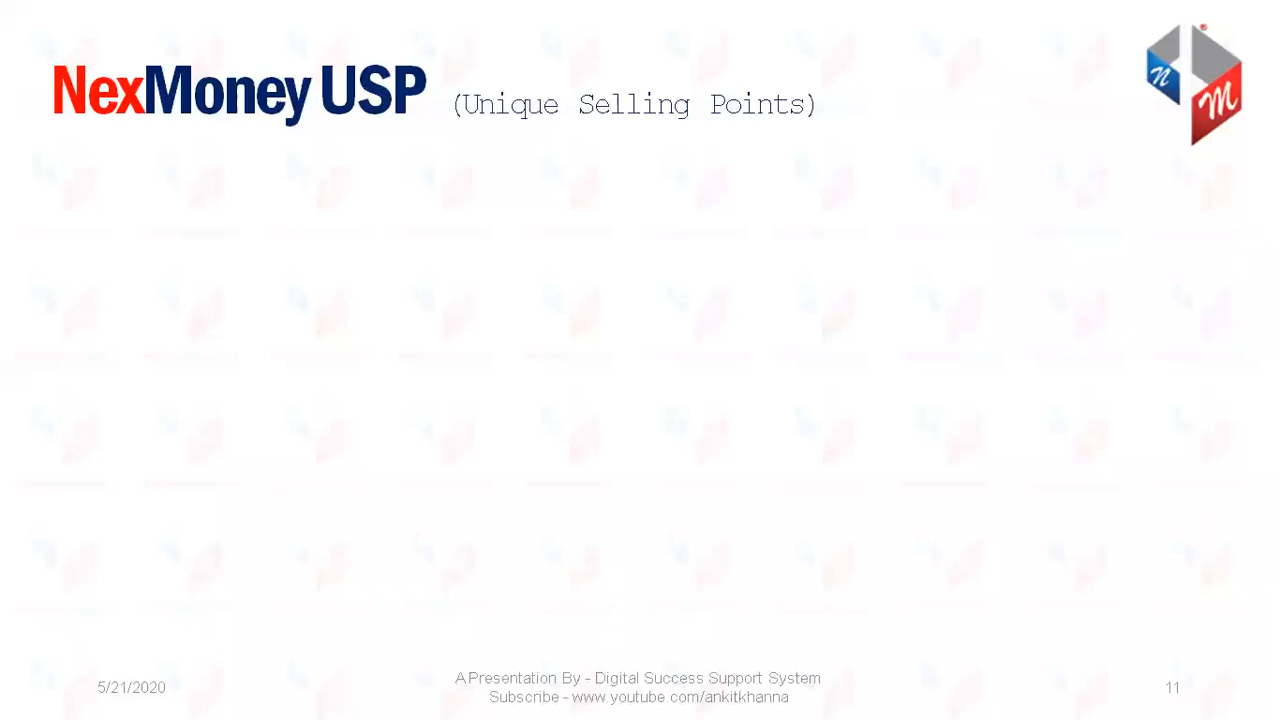 NexMoney USP (Unique Selling Points)
n m
5/21/2020
A Presentation By - Digital Success Support System
Subscribe - www.youtube.com/ankitkhanna
11